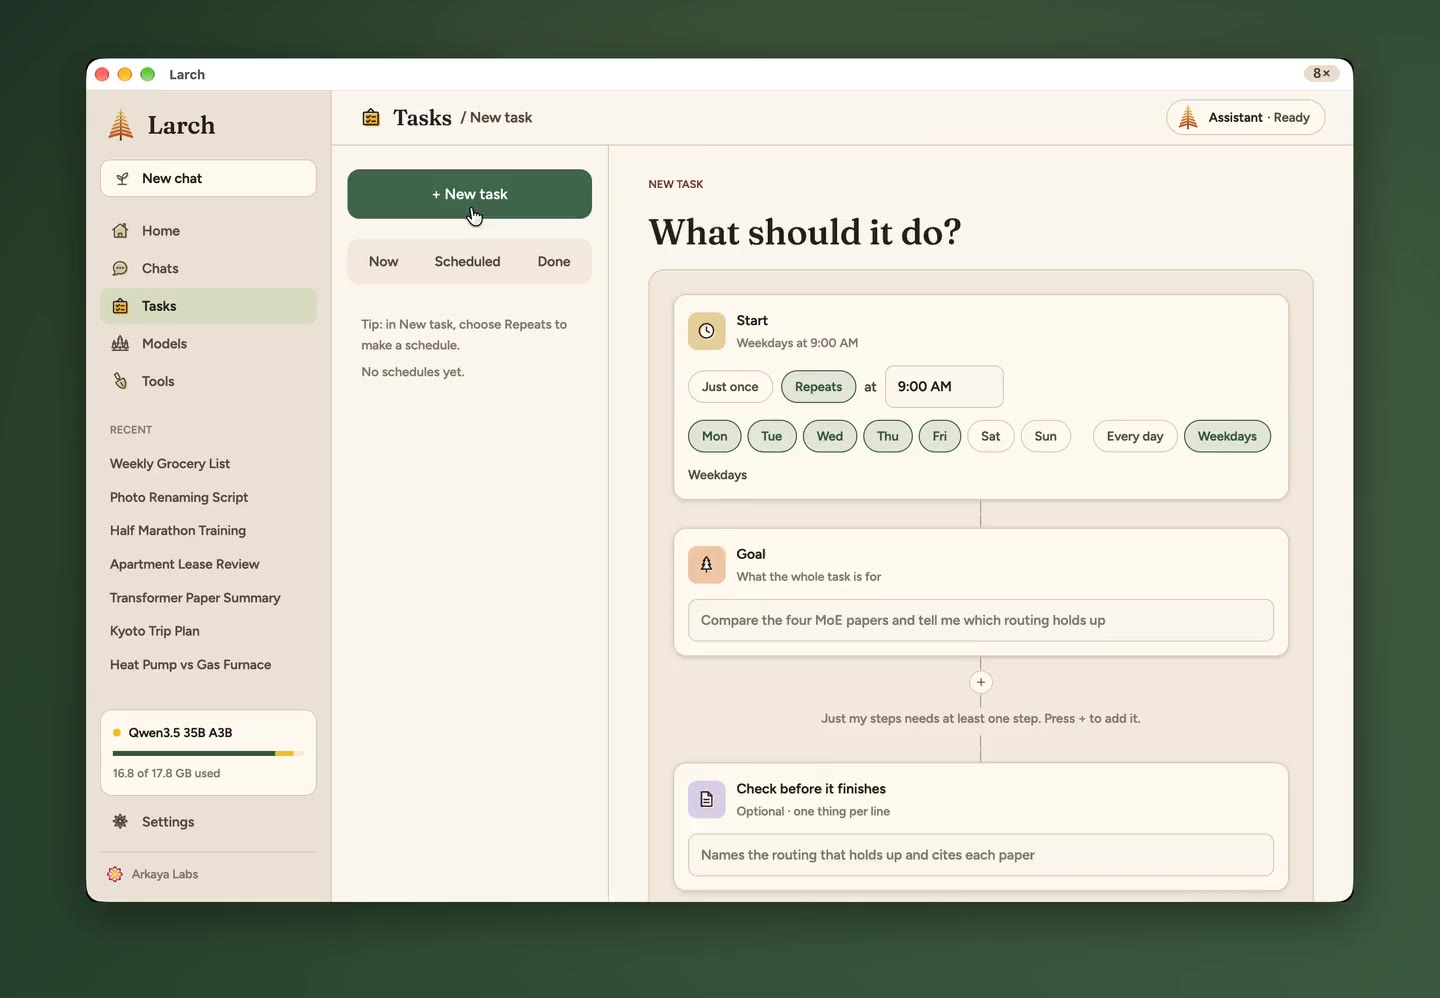 Larch
8×
Larch
New chat
Home
Chats
Tasks
Models
Tools
RECENT
Weekly Grocery List
Photo Renaming Script
Half Marathon Training
Apartment Lease Review
Transformer Paper Summary
Kyoto Trip Plan
Heat Pump vs Gas Furnace
Qwen3.5 35B A3B
16.8 of 17.8 GB used
Settings
Arkaya Labs
Tasks / New task
Assistant · Ready
+ New task
Now Scheduled Done
Tip: in New task, choose Repeats to
make a schedule.
No schedules yet.
NEW TASK
What should it do?
Start
Weekdays at 9:00 AM
Just once Repeats at 9:00 AM
Mon Tue Wed Thu Fri Sat Sun Every day Weekdays
Weekdays
Goal
What the whole task is for
Compare the four MoE papers and tell me which routing holds up
+
Just my steps needs at least one step. Press + to add it.
Check before it finishes
Optional · one thing per line
Names the routing that holds up and cites each paper